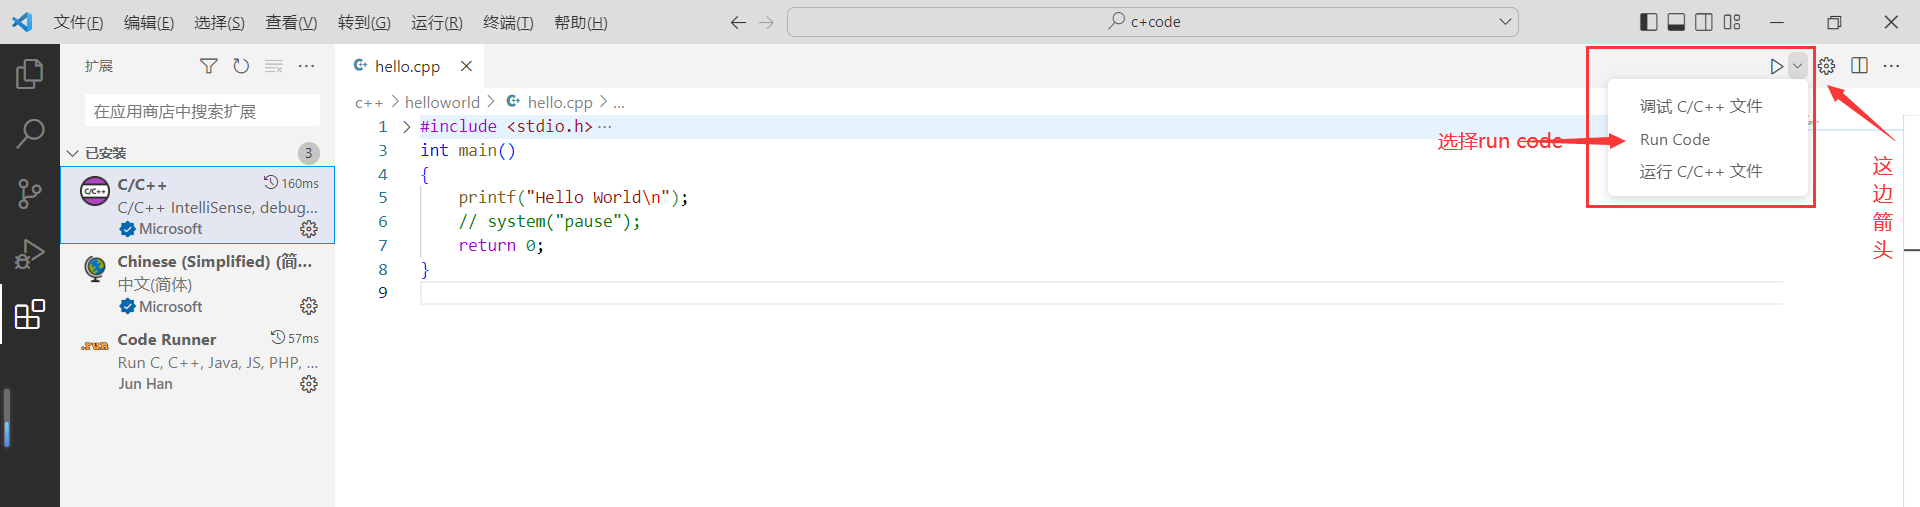 文件(F) 编辑(E) 选择(S) 查看(V) 转到(G) 运行(R) 终端(T) 帮助(H) c+code
扩展
hello.cpp
在应用商店中搜索扩展
已安装 3
C/C++ 160ms
C/C++ IntelliSense, debug...
Microsoft
Chinese (Simplified) (简...
中文(简体)
Microsoft
Code Runner 57ms
.run
Run C, C++, Java, JS, PHP, ...
Jun Han
c++ > helloworld > hello.cpp > ...
1 #include <stdio.h>...
3 int main()
4 {
5 printf("Hello World\n");
6 // system("pause");
7 return 0;
8 }
9
调试 C/C++ 文件
Run Code
运行 C/C++ 文件
选择run code
这边箭头